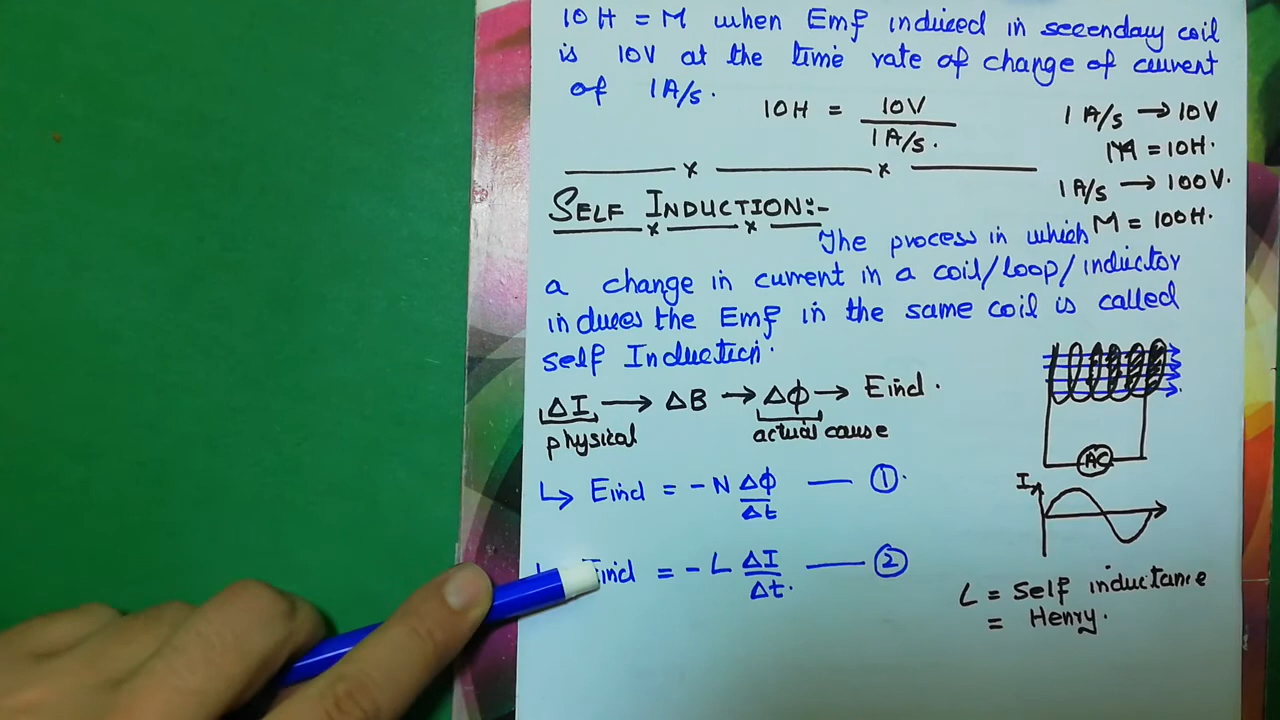 10 H = M when Emf induced in secendary coil
is 10V at the time rate of change of current
of 1A/s.
10H = 10V / 1A/s.
1 A/s → 10V
M = 10H.
1 A/s → 100V.
M = 100H.
SELF INDUCTION:-
The process in which
a change in current in a coil/loop/inductor
induces the Emf in the same coil is called
self Induction.
ΔI → ΔB → Δϕ → Eind.
physical actual cause
↳ Eind = -N Δϕ/Δt — ①.
Eind = - L ΔI/Δt. — ②
AC
I
L = Self inductance
= Henry.